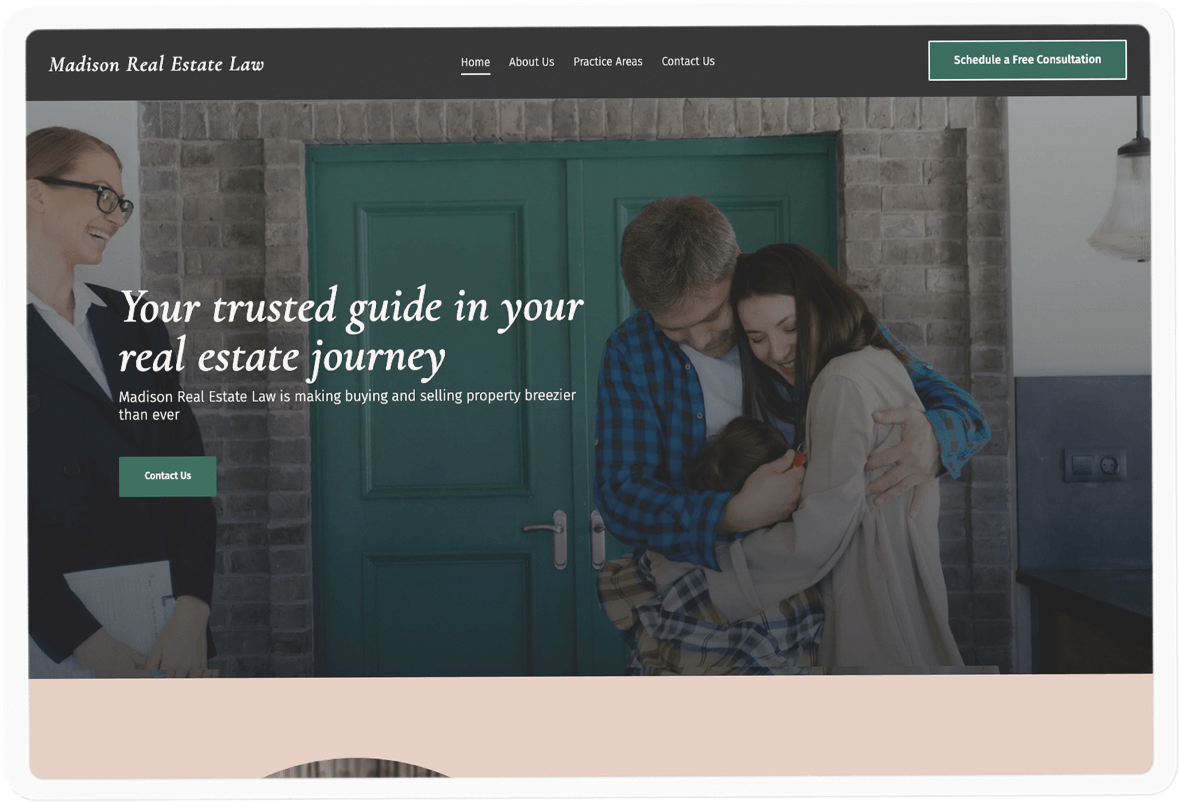 Madison Real Estate Law
Home About Us Practice Areas Contact Us
Schedule a Free Consultation
Your trusted guide in your
real estate journey
Madison Real Estate Law is making buying and selling property breezier
than ever
Contact Us